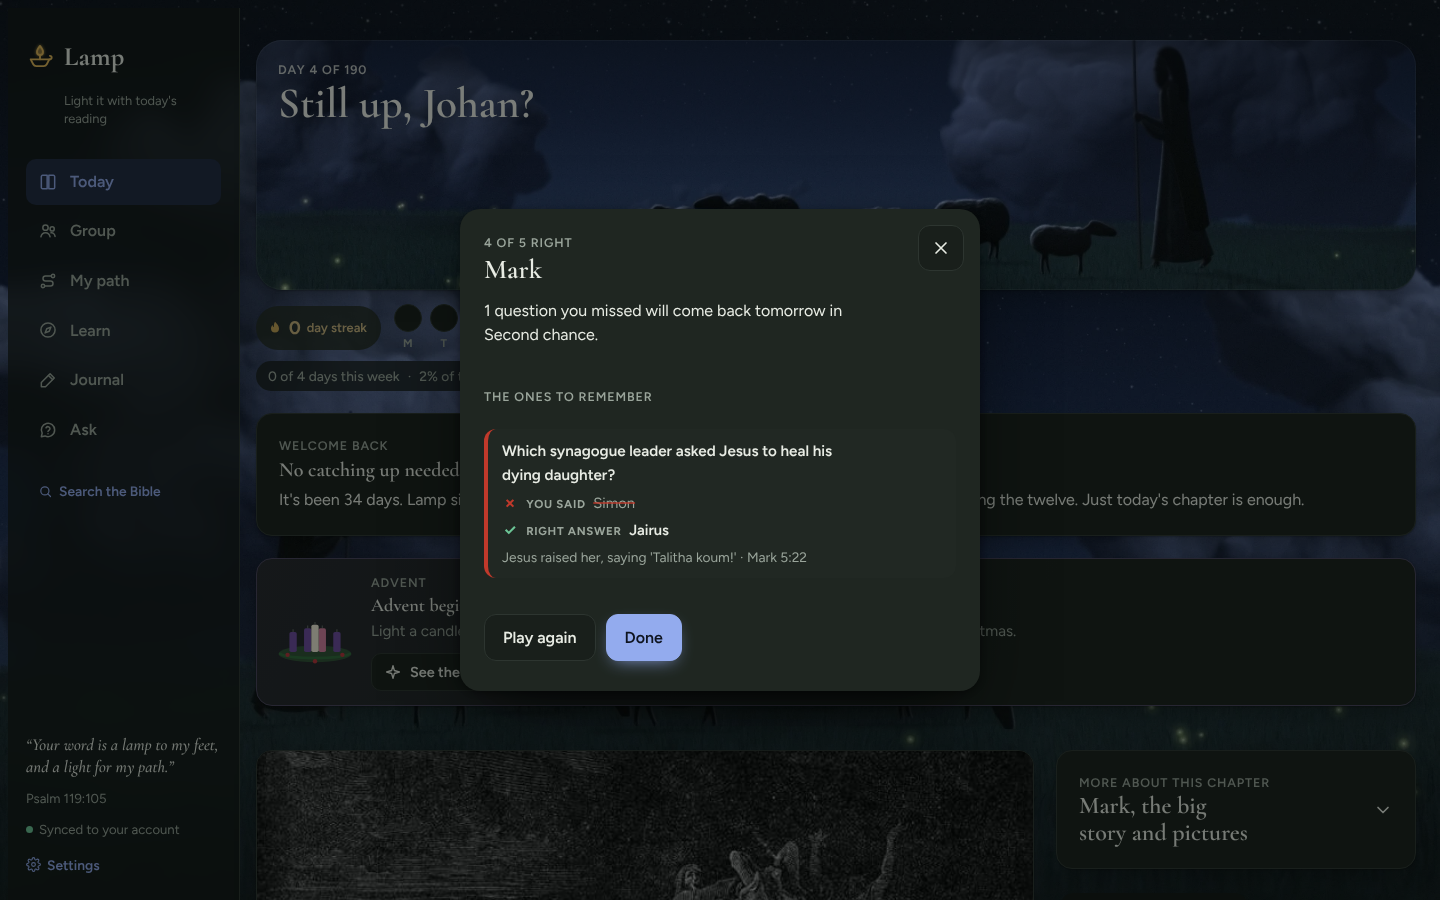 Lamp
Light it with today's
reading
Today
Group
My path
Learn
Journal
Ask
Search the Bible
“Your word is a lamp to my feet,
and a light for my path.”
Psalm 119:105
Synced to your account
Settings
DAY 4 OF 190
Still up, Johan?
0 day streak
M T
0 of 4 days this week · 2% of
WELCOME BACK
No catching up needed
It's been 34 days. Lamp
ng the twelve. Just today's chapter is enough.
ADVENT
Advent
Light a candle
tmas.
See the
4 OF 5 RIGHT
Mark
1 question you missed will come back tomorrow in
Second chance.
THE ONES TO REMEMBER
Which synagogue leader asked Jesus to heal his
dying daughter?
YOU SAID Simon
RIGHT ANSWER Jairus
Jesus raised her, saying 'Talitha koum!' · Mark 5:22
Play again
Done
MORE ABOUT THIS CHAPTER
Mark, the big
story and pictures